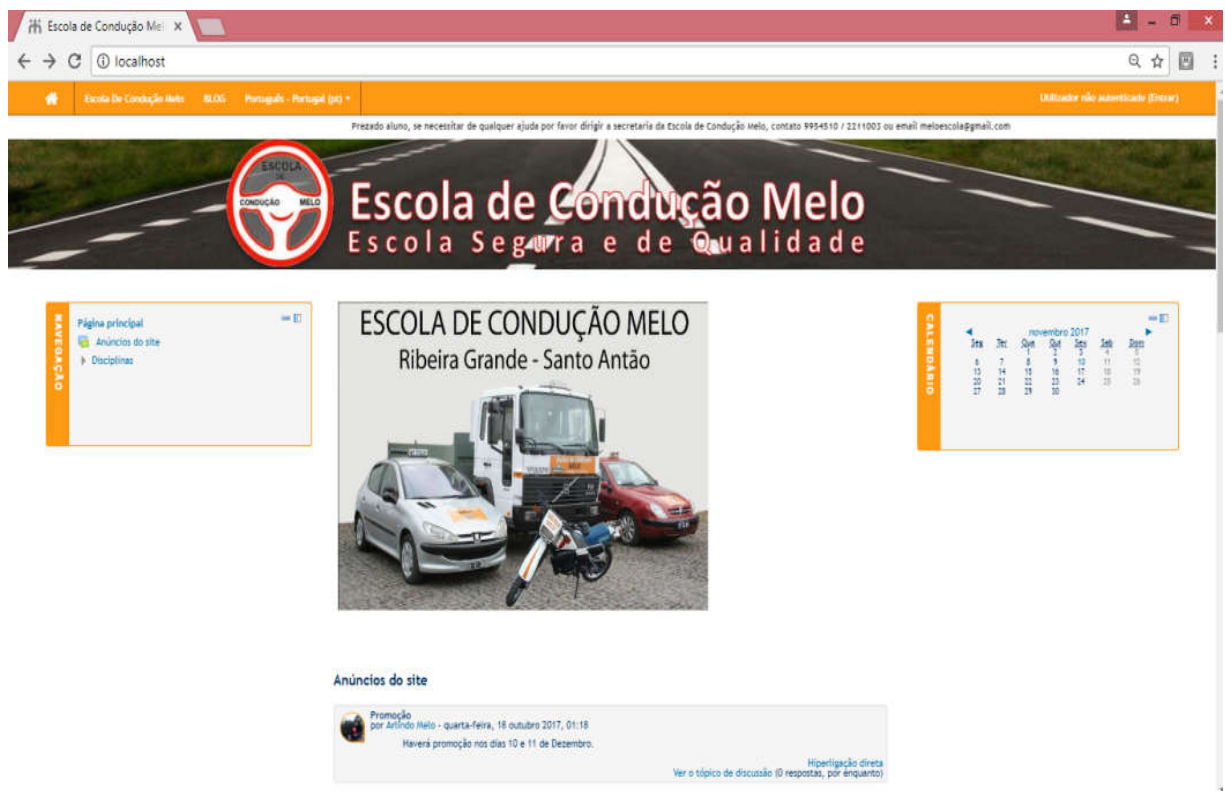 Escola de Condução Me
localhost
Escola De Condução Melo BLOG Português - Portugal (pt)
Utilizador não autenticado (Entrar)
Prezado aluno, se necessitar de qualquer ajuda por favor dirigir a secretaria da Escola de Condução Melo, contato 9954510 / 2211003 ou email meloescola@gmail.com
ESCOLA
DE
CONDUÇÃO MELO
Escola de Condução Melo
Escola Segura e de Qualidade
NAVEGAÇÃO
Página principal
Anúncios do site
Disciplinas
ESCOLA DE CONDUÇÃO MELO
Ribeira Grande - Santo Antão
CALENDÁRIO
novembro 2017
Seg Ter Qua Qui Sex Sáb Dom
1 2 3 4 5
6 7 8 9 10 11 12
13 14 15 16 17 18 19
20 21 22 23 24 25 26
27 28 29 30
Anúncios do site
Promoção
por Arlindo Melo - quarta-feira, 18 outubro 2017, 01:18
Haverá promoção nos dias 10 e 11 de Dezembro.
Hiperligação direta
Ver o tópico de discussão (0 respostas, por enquanto)